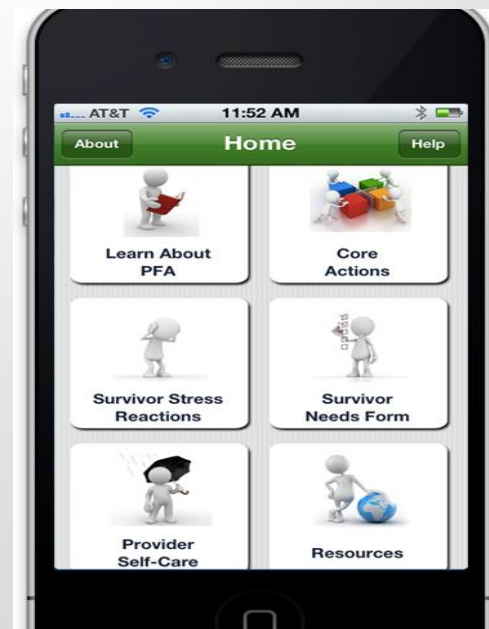 AT&T 11:52 AM
About Home Help
Learn About
PFA
Core
Actions
Survivor Stress
Reactions
Survivor
Needs Form
Provider
Self-Care
Resources